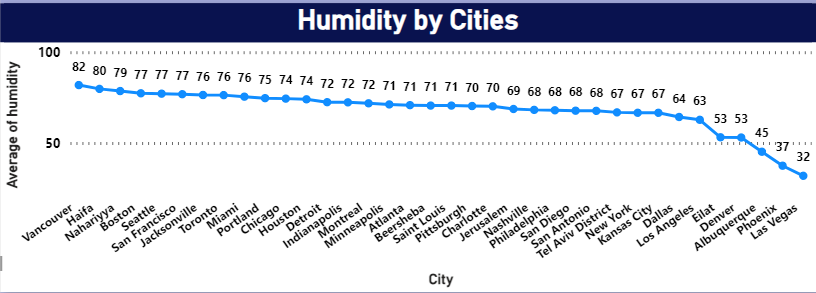 Humidity by Cities
Average of humidity
100
50
82 80 79 77 77 77 76 76 76 75 74 74 72 72 72 71 71 71 71 70 70 69 68 68 68 68 67 67 67 64 63 53 53 45 37 32
Vancouver
Haifa
Nahariyya
Boston
Seattle
San Francisco
Jacksonville
Toronto
Miami
Portland
Chicago
Houston
Detroit
Indianapolis
Montreal
Minneapolis
Atlanta
Beersheba
Saint Louis
Pittsburgh
Charlotte
Jerusalem
Nashville
Philadelphia
San Diego
San Antonio
Tel Aviv District
New York
Kansas City
Dallas
Los Angeles
Eilat
Denver
Albuquerque
Phoenix
Las Vegas
City